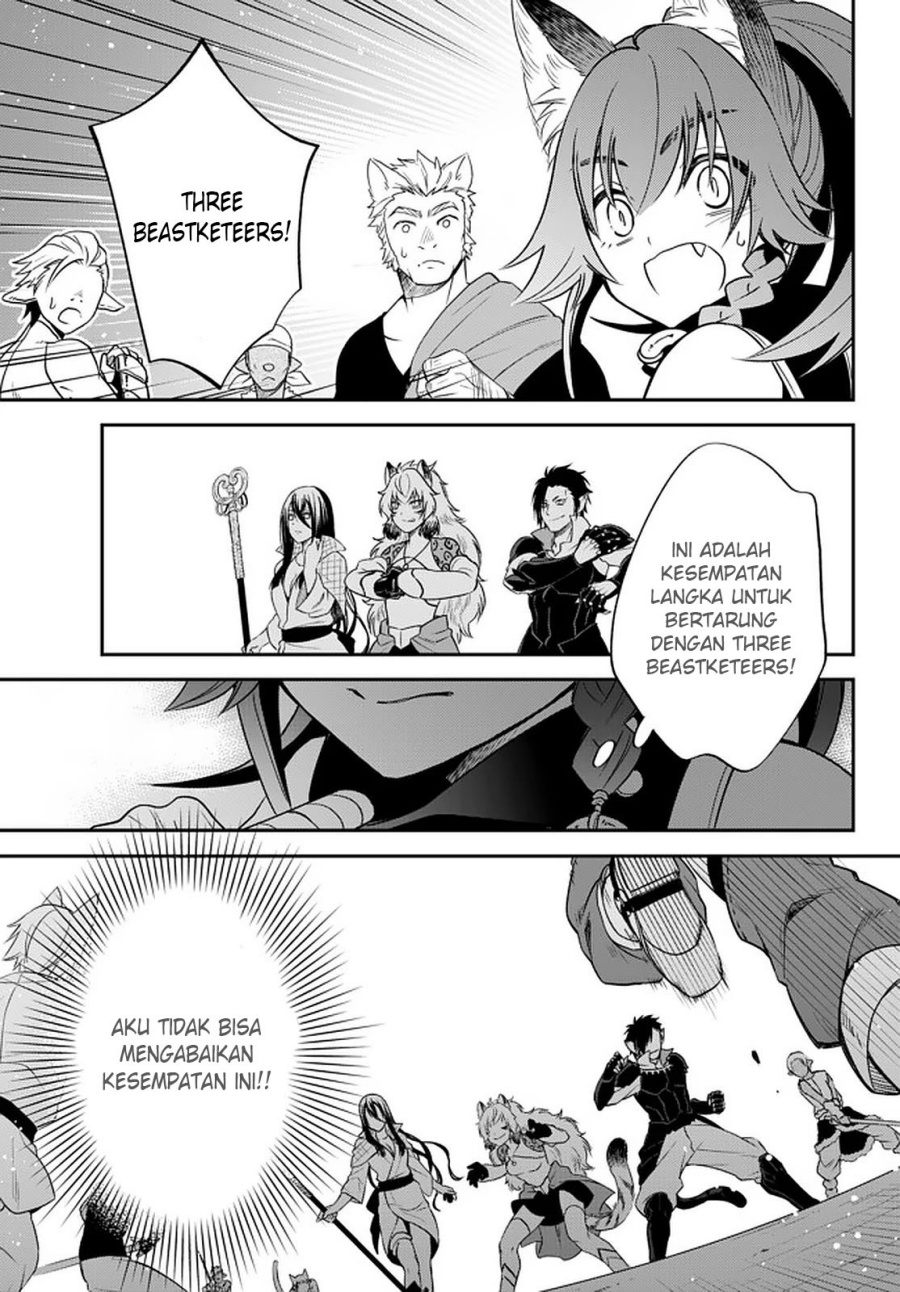 THREE
BEASTKETEERS!
INI ADALAH
KESEMPATAN
LANGKA UNTUK
BERTARUNG
DENGAN THREE
BEASTKETEERS!
AKU TIDAK BISA
MENGABAIKAN
KESEMPATAN INI!!